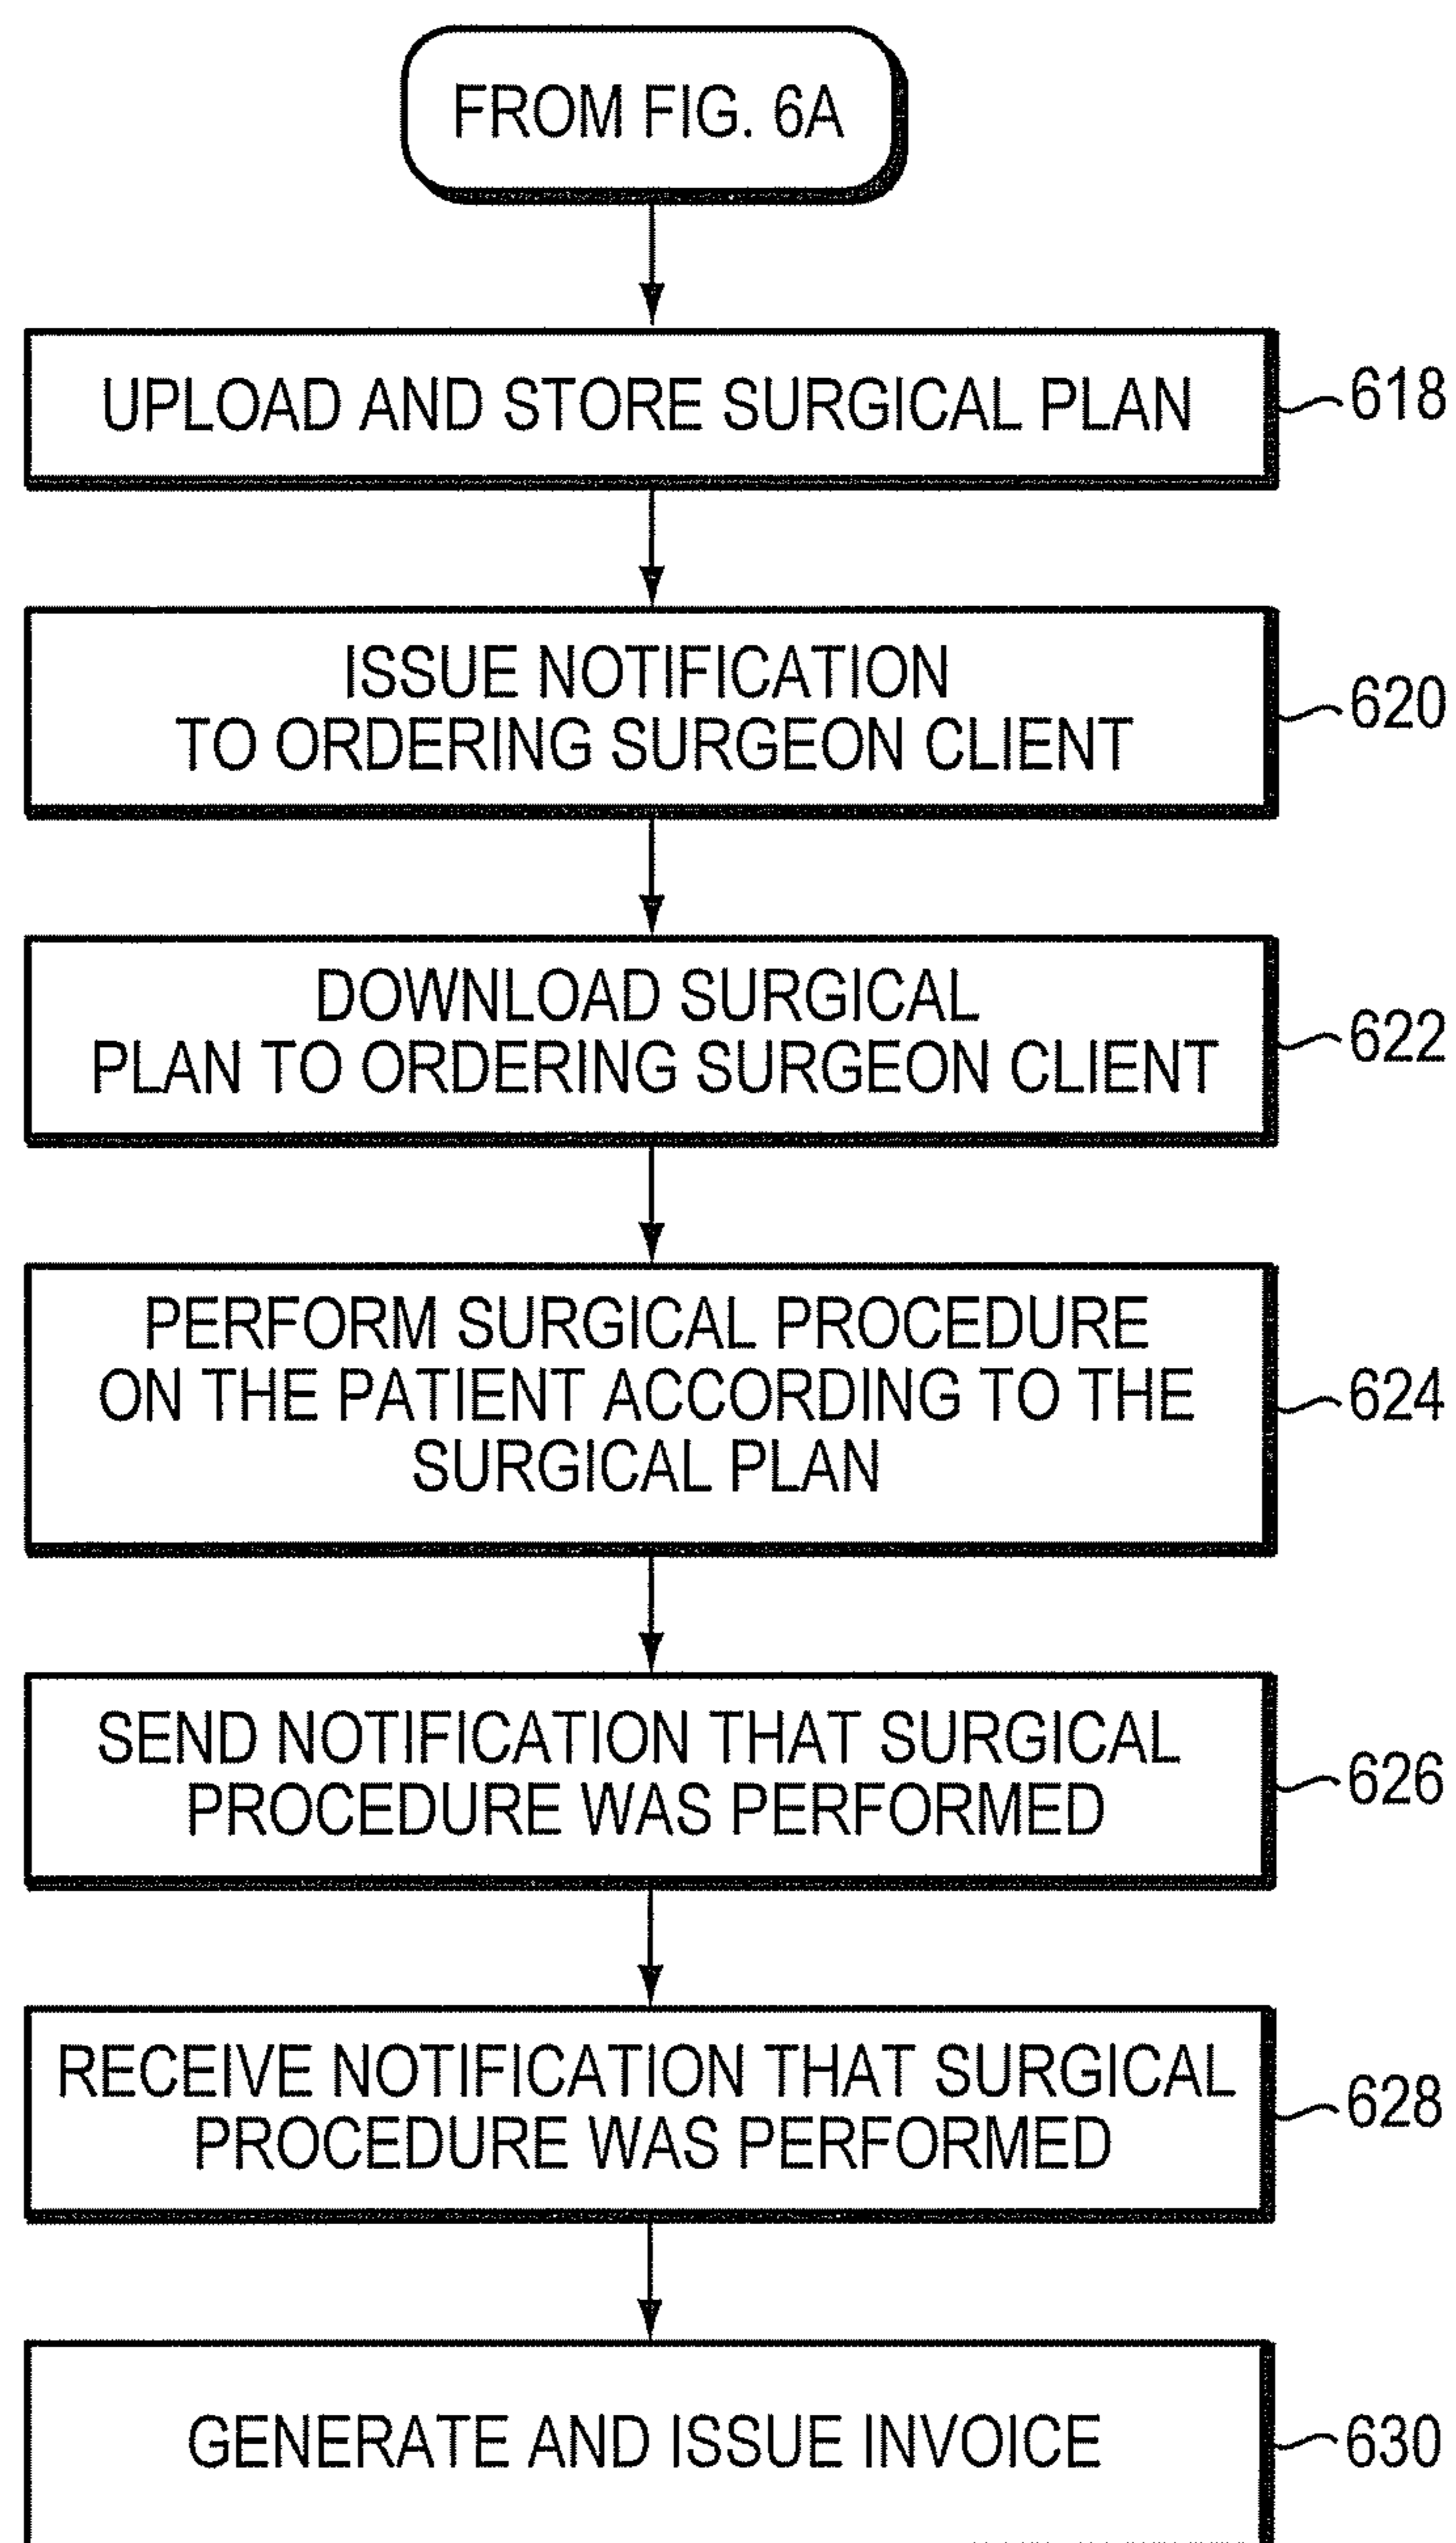 FROM FIG. 6A
UPLOAD AND STORE SURGICAL PLAN
618
ISSUE NOTIFICATION
TO ORDERING SURGEON CLIENT
620
DOWNLOAD SURGICAL
PLAN TO ORDERING SURGEON CLIENT
622
PERFORM SURGICAL PROCEDURE
ON THE PATIENT ACCORDING TO THE
SURGICAL PLAN
624
SEND NOTIFICATION THAT SURGICAL
PROCEDURE WAS PERFORMED
626
RECEIVE NOTIFICATION THAT SURGICAL
PROCEDURE WAS PERFORMED
628
GENERATE AND ISSUE INVOICE
630